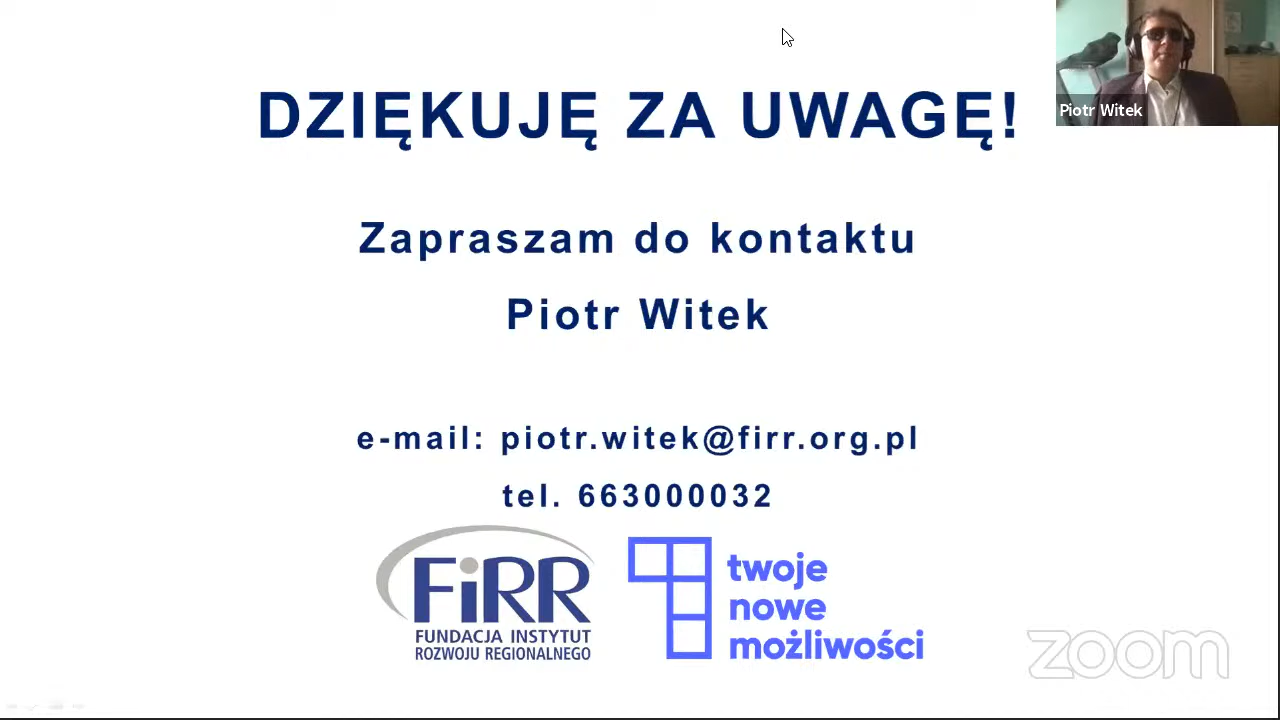 DZIĘKUJĘ ZA UWAGĘ!
Piotr Witek
Zapraszam do kontaktu
Piotr Witek
e-mail: piotr.witek@firr.org.pl
tel. 663000032
FiRR
FUNDACJA INSTYTUT
ROZWOJU REGIONALNEGO
twoje
nowe
możliwości
zoom